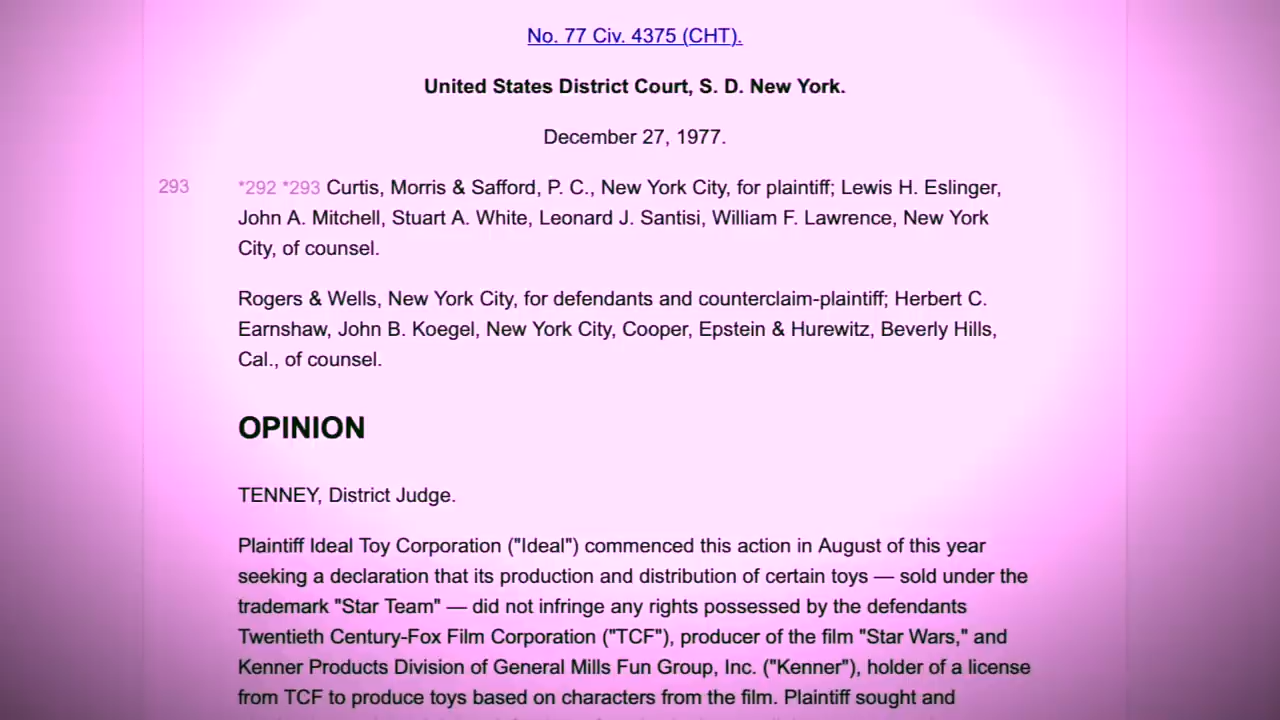 No. 77 Civ. 4375 (CHT).
United States District Court, S. D. New York.
December 27, 1977.
293 *292 *293 Curtis, Morris & Safford, P. C., New York City, for plaintiff; Lewis H. Eslinger,
John A. Mitchell, Stuart A. White, Leonard J. Santisi, William F. Lawrence, New York
City, of counsel.
Rogers & Wells, New York City, for defendants and counterclaim-plaintiff; Herbert C.
Earnshaw, John B. Koegel, New York City, Cooper, Epstein & Hurewitz, Beverly Hills,
Cal., of counsel.
OPINION
TENNEY, District Judge.
Plaintiff Ideal Toy Corporation ("Ideal") commenced this action in August of this year
seeking a declaration that its production and distribution of certain toys — sold under the
trademark "Star Team" — did not infringe any rights possessed by the defendants
Twentieth Century-Fox Film Corporation ("TCF"), producer of the film "Star Wars," and
Kenner Products Division of General Mills Fun Group, Inc. ("Kenner"), holder of a license
from TCF to produce toys based on characters from the film. Plaintiff sought and